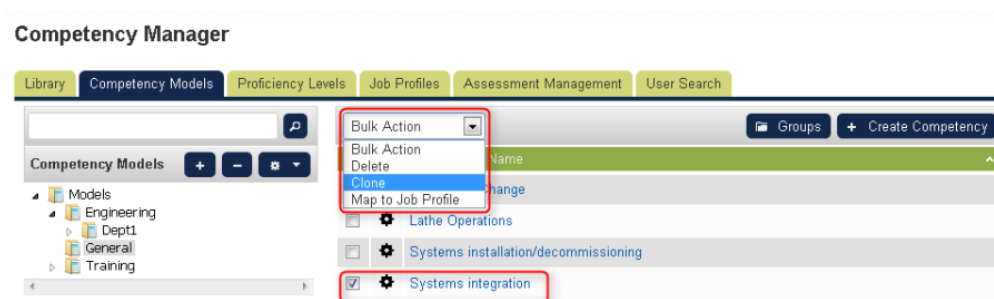 Competency Manager
Library Competency Models Proficiency Levels Job Profiles Assessment Management User Search
Bulk Action Groups + Create Competency
Competency Models + -
Bulk Action
Delete
Clone
Map to Job Profile
Name
Models
Engineering
Dept1
General
Training
hange
Lathe Operations
Systems installation/decommissioning
Systems integration